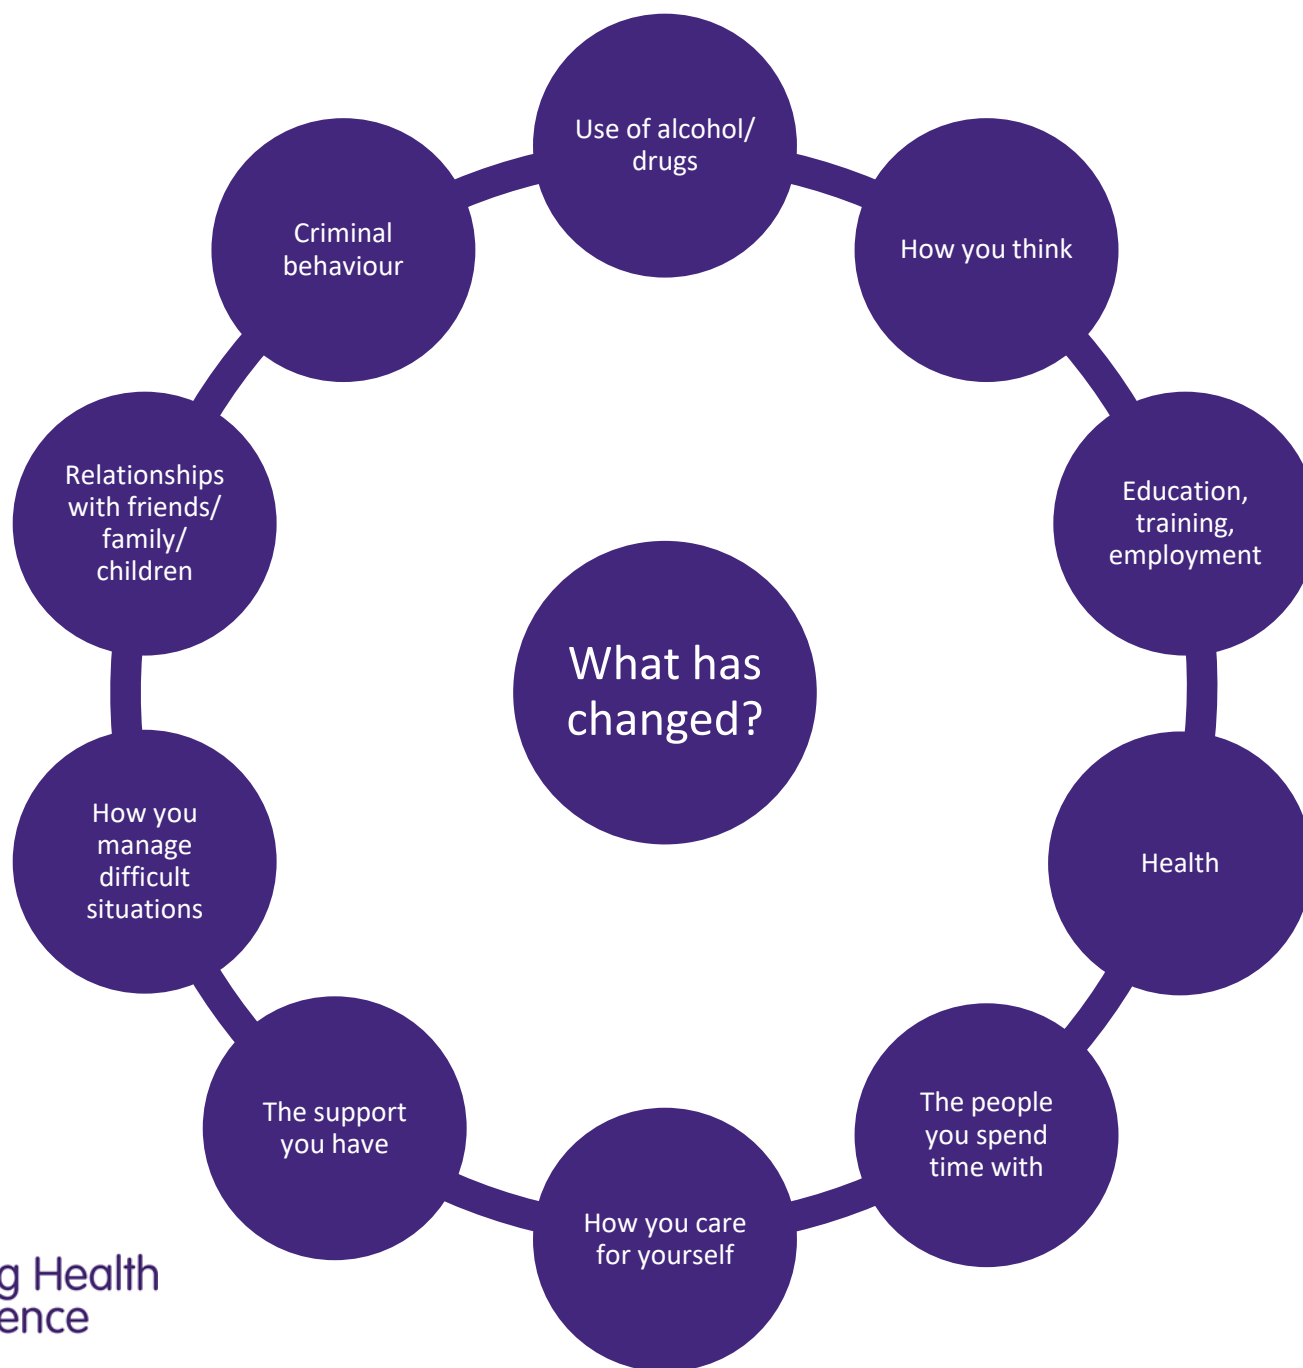 Use of alcohol/
drugs
How you think
Education,
training,
employment
Health
The people
you spend
time with
How you care
for yourself
The support
you have
How you
manage
difficult
situations
Relationships
with friends/
family/
children
Criminal
behaviour
What has
changed?
g Health
ence